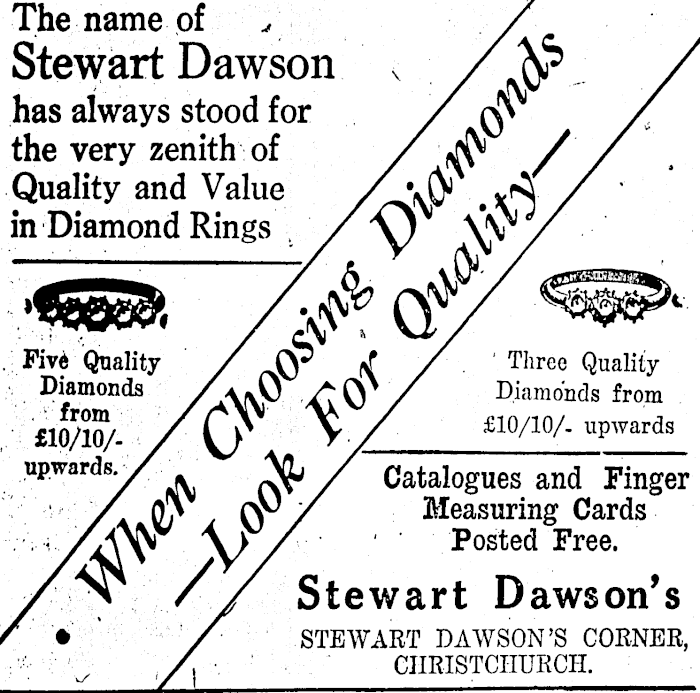 The name of
Stewart Dawson
has always stood for
the very zenith of
Quality and Value
in Diamond Rings
When Choosing Diamonds
—Look For Quality—
Five Quality
Diamonds
from
£10/10/-
upwards.
Three Quality
Diamonds from
£10/10/- upwards
Catalogues and Finger
Measuring Cards
Posted Free.
Stewart Dawson's
STEWART DAWSON'S CORNER,
CHRISTCHURCH.